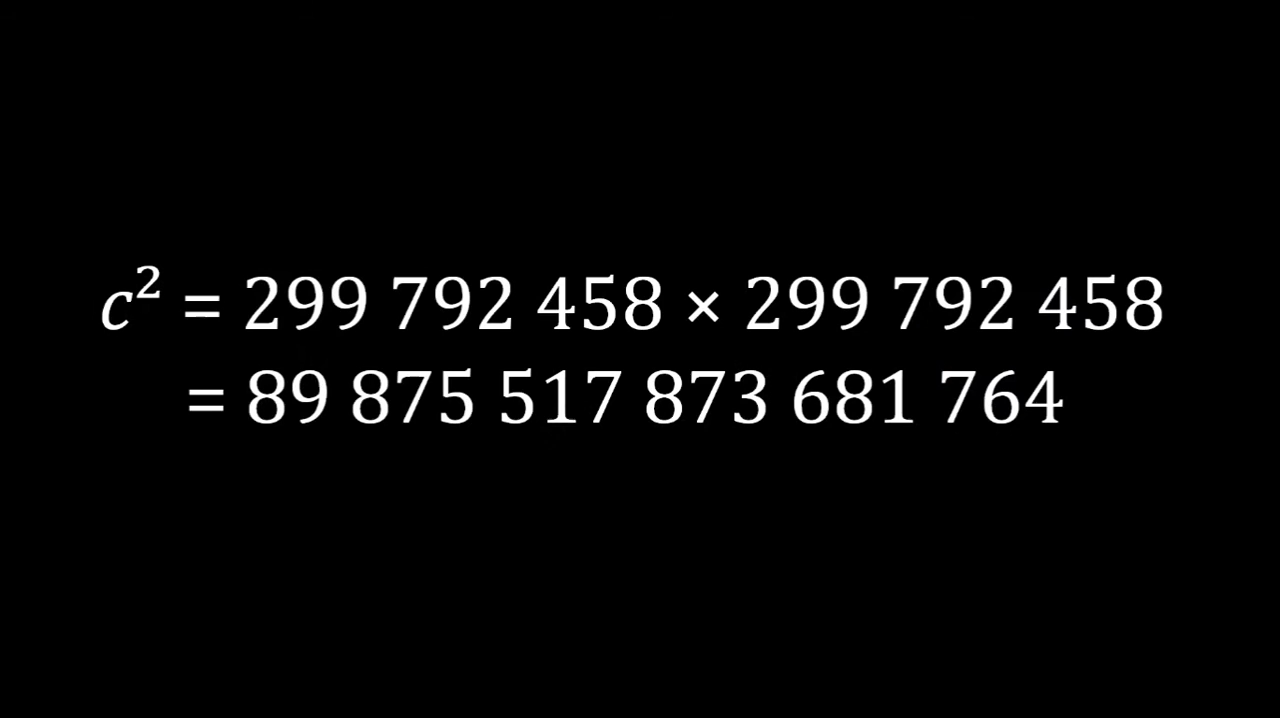 c² = 299 792 458 × 299 792 458
= 89 875 517 873 681 764